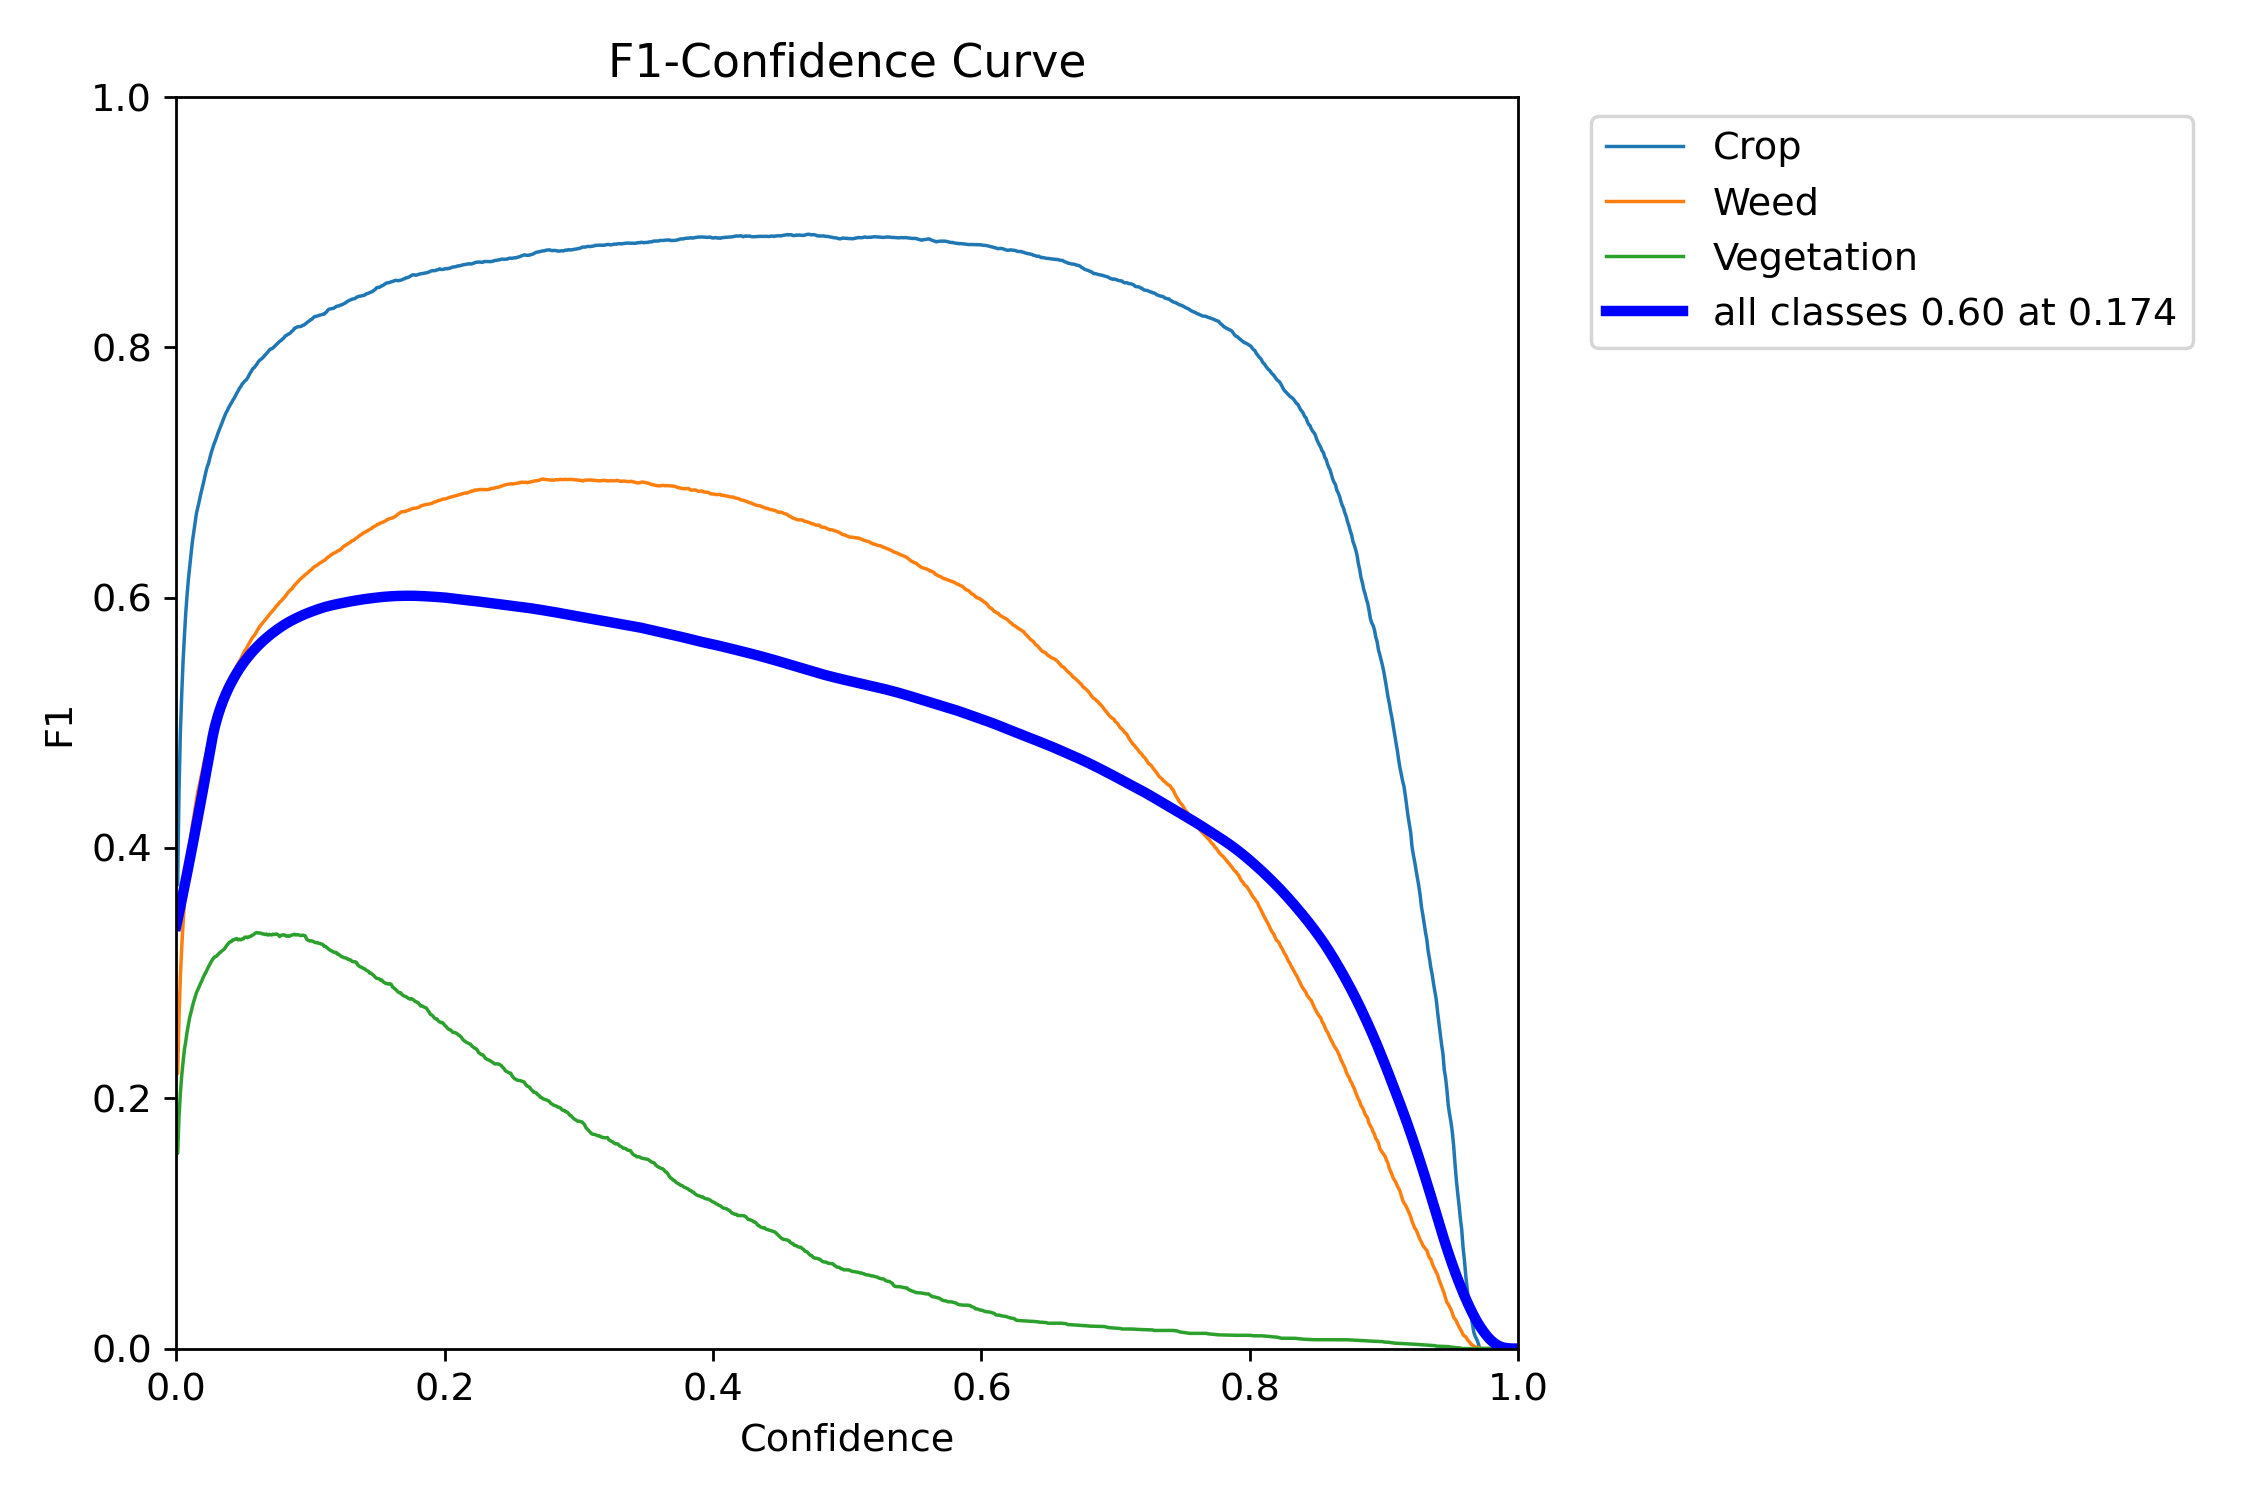 F1-Confidence Curve
1.0
0.8
0.6
0.4
0.2
0.0
F1
0.0 0.2 0.4 0.6 0.8 1.0
Confidence
Crop
Weed
Vegetation
all classes 0.60 at 0.174